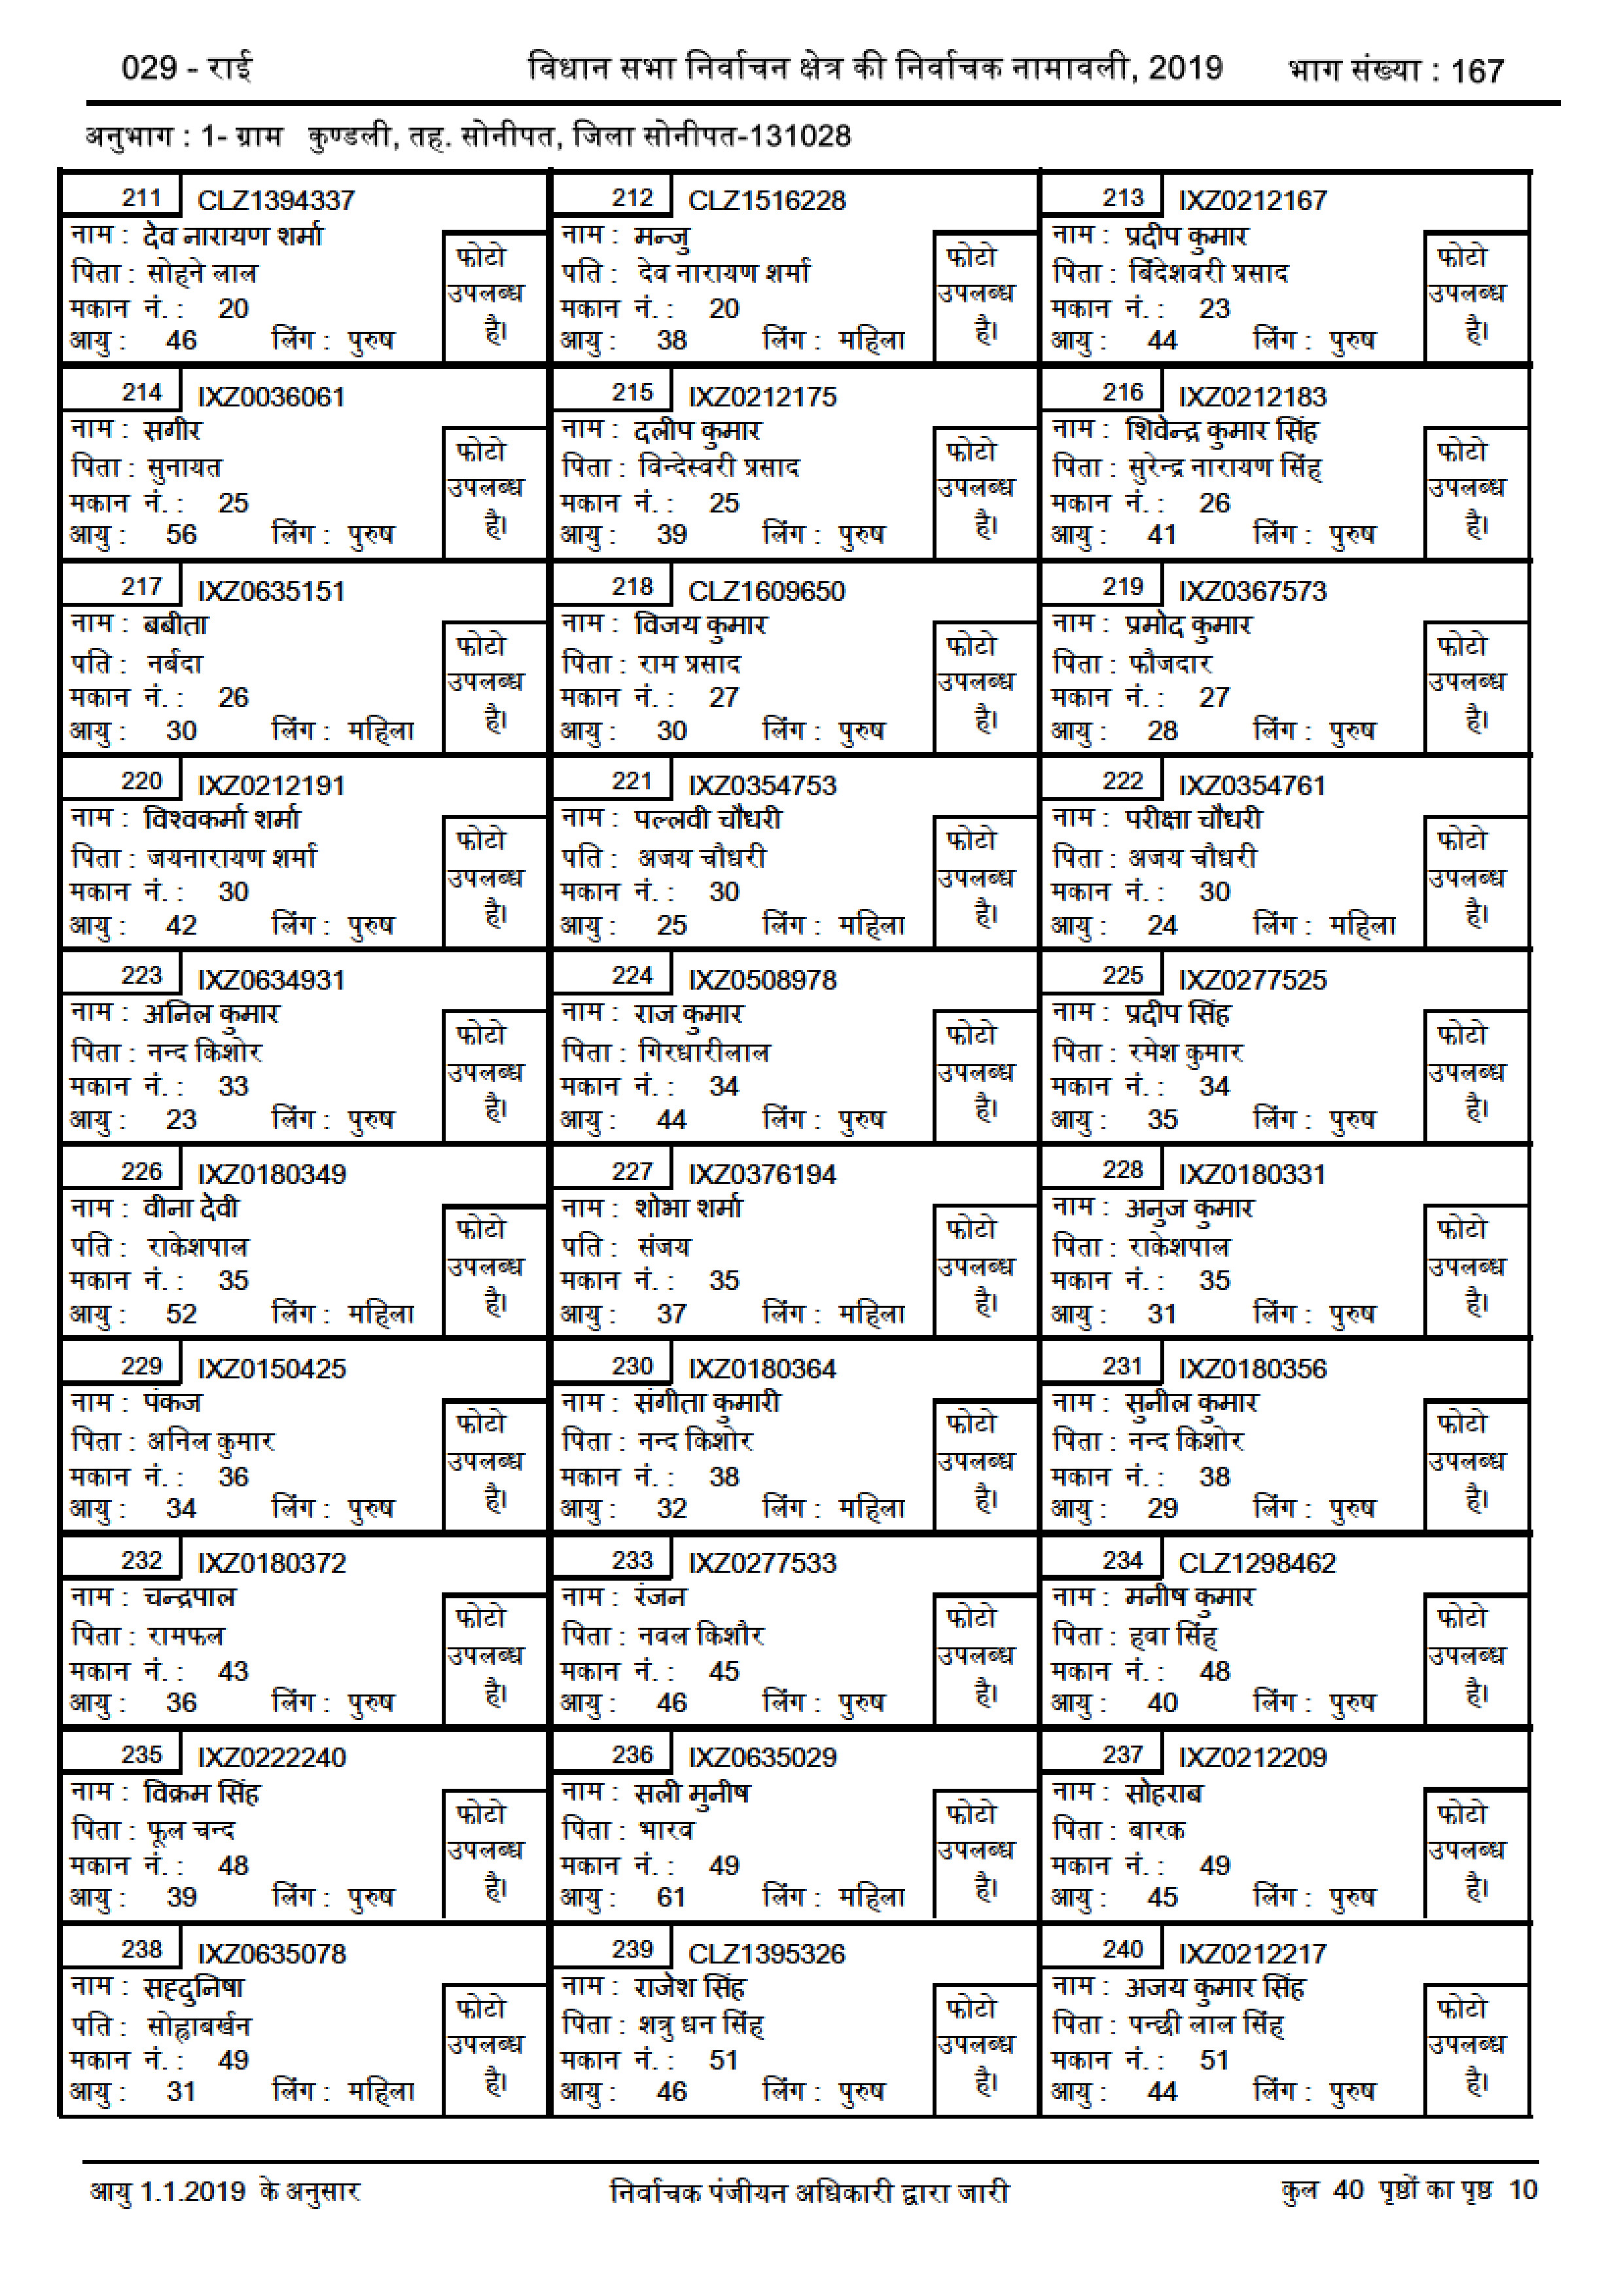 029 - राई विधान सभा निर्वाचन क्षेत्र की निर्वाचक नामावली, 2019 भाग संख्या : 167
अनुभाग : 1- ग्राम कुण्डली, तह. सोनीपत, जिला सोनीपत-131028
211 CLZ1394337
नाम : देव नारायण शर्मा
पिता : सोहने लाल
मकान नं. : 20
आयु : 46 लिंग : पुरुष
फोटो
उपलब्ध
है।
212 CLZ1516228
नाम : मन्जु
पति : देव नारायण शर्मा
मकान नं. : 20
आयु : 38 लिंग : महिला
फोटो
उपलब्ध
है।
213 IXZ0212167
नाम : प्रदीप कुमार
पिता : बिंदेशवरी प्रसाद
मकान नं. : 23
आयु : 44 लिंग : पुरुष
फोटो
उपलब्ध
है।
214 IXZ0036061
नाम : सगीर
पिता : सुनायत
मकान नं. : 25
आयु : 56 लिंग : पुरुष
फोटो
उपलब्ध
है।
215 IXZ0212175
नाम : दलीप कुमार
पिता : विन्देस्वरी प्रसाद
मकान नं. : 25
आयु : 39 लिंग : पुरुष
फोटो
उपलब्ध
है।
216 IXZ0212183
नाम : शिवेन्द्र कुमार सिंह
पिता : सुरेन्द्र नारायण सिंह
मकान नं. : 26
आयु : 41 लिंग : पुरुष
फोटो
उपलब्ध
है।
217 IXZ0635151
नाम : बबीता
पति : नर्बदा
मकान नं. : 26
आयु : 30 लिंग : महिला
फोटो
उपलब्ध
है।
218 CLZ1609650
नाम : विजय कुमार
पिता : राम प्रसाद
मकान नं. : 27
आयु : 30 लिंग : पुरुष
फोटो
उपलब्ध
है।
219 IXZ0367573
नाम : प्रमोद कुमार
पिता : फौजदार
मकान नं. : 27
आयु : 28 लिंग : पुरुष
फोटो
उपलब्ध
है।
220 IXZ0212191
नाम : विश्वकर्मा शर्मा
पिता : जयनारायण शर्मा
मकान नं. : 30
आयु : 42 लिंग : पुरुष
फोटो
उपलब्ध
है।
221 IXZ0354753
नाम : पल्लवी चौधरी
पति : अजय चौधरी
मकान नं. : 30
आयु : 25 लिंग : महिला
फोटो
उपलब्ध
है।
222 IXZ0354761
नाम : परीक्षा चौधरी
पिता : अजय चौधरी
मकान नं. : 30
आयु : 24 लिंग : महिला
फोटो
उपलब्ध
है।
223 IXZ0634931
नाम : अनिल कुमार
पिता : नन्द किशोर
मकान नं. : 33
आयु : 23 लिंग : पुरुष
फोटो
उपलब्ध
है।
224 IXZ0508978
नाम : राज कुमार
पिता : गिरधारीलाल
मकान नं. : 34
आयु : 44 लिंग : पुरुष
फोटो
उपलब्ध
है।
225 IXZ0277525
नाम : प्रदीप सिंह
पिता : रमेश कुमार
मकान नं. : 34
आयु : 35 लिंग : पुरुष
फोटो
उपलब्ध
है।
226 IXZ0180349
नाम : वीना देवी
पति : राकेशपाल
मकान नं. : 35
आयु : 52 लिंग : महिला
फोटो
उपलब्ध
है।
227 IXZ0376194
नाम : शोभा शर्मा
पति : संजय
मकान नं. : 35
आयु : 37 लिंग : महिला
फोटो
उपलब्ध
है।
228 IXZ0180331
नाम : अनुज कुमार
पिता : राकेशपाल
मकान नं. : 35
आयु : 31 लिंग : पुरुष
फोटो
उपलब्ध
है।
229 IXZ0150425
नाम : पंकज
पिता : अनिल कुमार
मकान नं. : 36
आयु : 34 लिंग : पुरुष
फोटो
उपलब्ध
है।
230 IXZ0180364
नाम : संगीता कुमारी
पिता : नन्द किशोर
मकान नं. : 38
आयु : 32 लिंग : महिला
फोटो
उपलब्ध
है।
231 IXZ0180356
नाम : सुनील कुमार
पिता : नन्द किशोर
मकान नं. : 38
आयु : 29 लिंग : पुरुष
फोटो
उपलब्ध
है।
232 IXZ0180372
नाम : चन्द्रपाल
पिता : रामफल
मकान नं. : 43
आयु : 36 लिंग : पुरुष
फोटो
उपलब्ध
है।
233 IXZ0277533
नाम : रंजन
पिता : नवल किशौर
मकान नं. : 45
आयु : 46 लिंग : पुरुष
फोटो
उपलब्ध
है।
234 CLZ1298462
नाम : मनीष कुमार
पिता : हवा सिंह
मकान नं. : 48
आयु : 40 लिंग : पुरुष
फोटो
उपलब्ध
है।
235 IXZ0222240
नाम : विक्रम सिंह
पिता : फूल चन्द
मकान नं. : 48
आयु : 39 लिंग : पुरुष
फोटो
उपलब्ध
है।
236 IXZ0635029
नाम : सली मुनीष
पिता : भारव
मकान नं. : 49
आयु : 61 लिंग : महिला
फोटो
उपलब्ध
है।
237 IXZ0212209
नाम : सोहराब
पिता : बारक
मकान नं. : 49
आयु : 45 लिंग : पुरुष
फोटो
उपलब्ध
है।
238 IXZ0635078
नाम : सह्दुनिषा
पति : सोह्राबर्खन
मकान नं. : 49
आयु : 31 लिंग : महिला
फोटो
उपलब्ध
है।
239 CLZ1395326
नाम : राजेश सिंह
पिता : शत्रु धन सिंह
मकान नं. : 51
आयु : 46 लिंग : पुरुष
फोटो
उपलब्ध
है।
240 IXZ0212217
नाम : अजय कुमार सिंह
पिता : पन्छी लाल सिंह
मकान नं. : 51
आयु : 44 लिंग : पुरुष
फोटो
उपलब्ध
है।
आयु 1.1.2019 के अनुसार निर्वाचक पंजीयन अधिकारी द्वारा जारी कुल 40 पृष्ठों का पृष्ठ 10